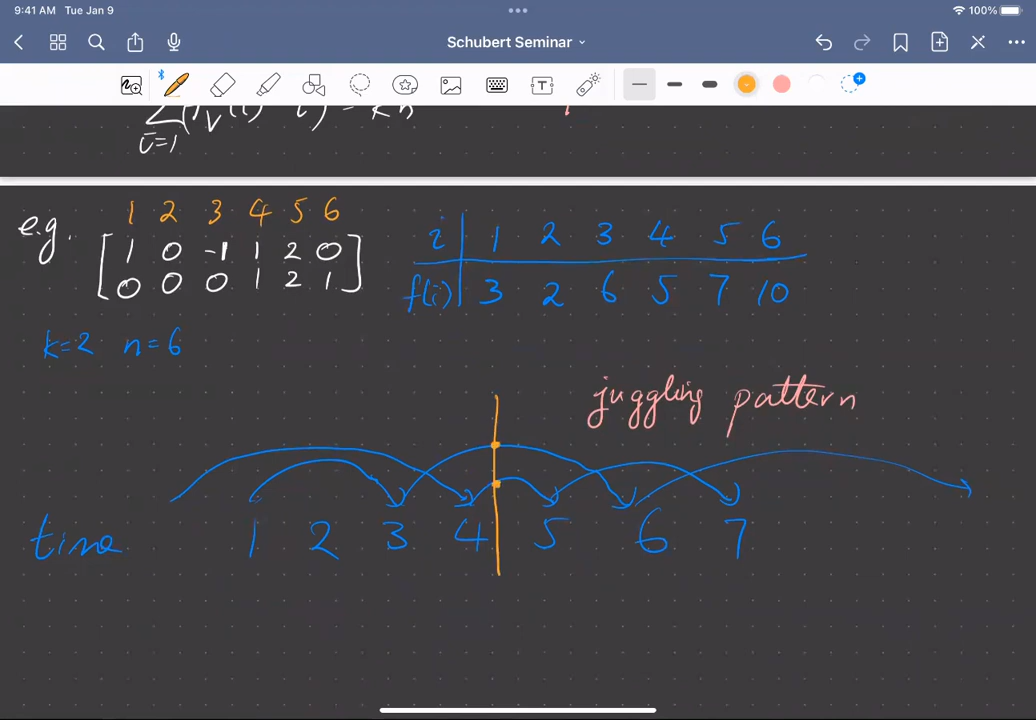 9:41 AM Tue Jan 9
100%
Schubert Seminar
i=1
e.g.
1 2 3 4 5 6
1 0 -1 1 2 0
0 0 0 1 2 1
i 1 2 3 4 5 6
f(i) 3 2 6 5 7 10
k=2 n=6
juggling pattern
time 1 2 3 4 5 6 7